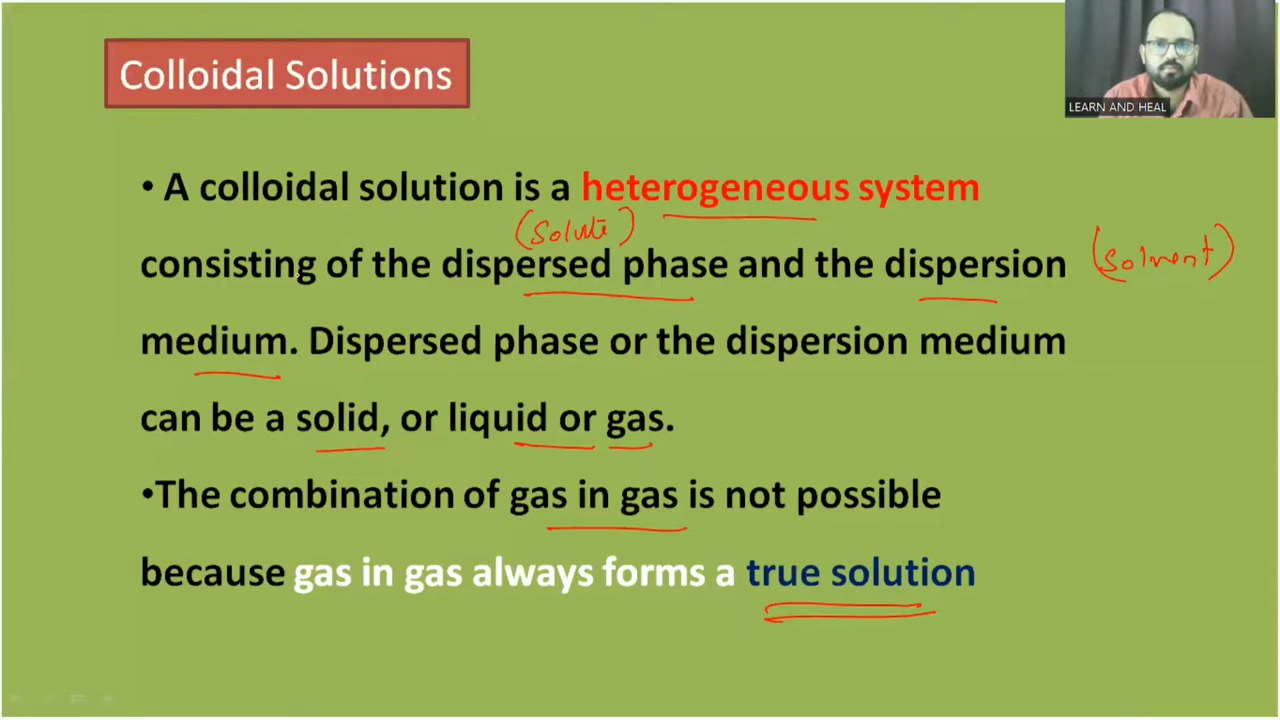 Colloidal Solutions
LEARN AND HEAL
• A colloidal solution is a heterogeneous system
(Solute)
consisting of the dispersed phase and the dispersion (Solvent)
medium. Dispersed phase or the dispersion medium
can be a solid, or liquid or gas.
•The combination of gas in gas is not possible
because gas in gas always forms a true solution